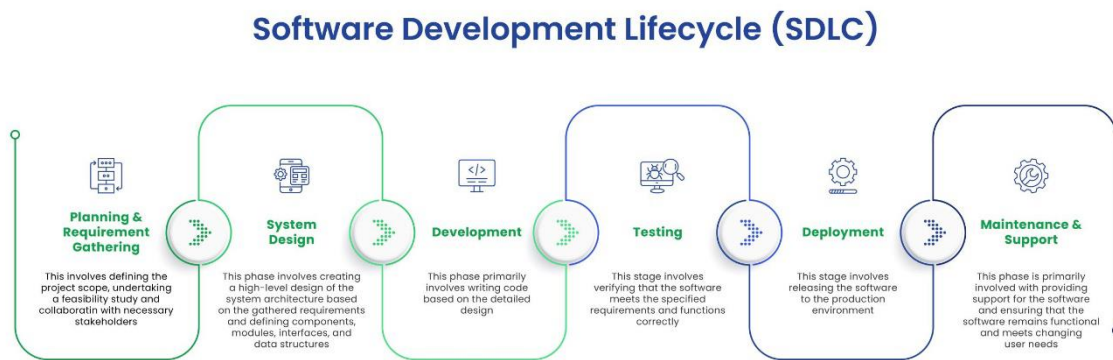 Software Development Lifecycle (SDLC)
Planning &
Requirement
Gathering
This involves defining the
project scope, undertaking
a feasibility study and
collaboratin with necessary
stakeholders
System
Design
This phase involves creating
a high-level design of the
system architecture based
on the gathered requirements
and defining components,
modules, interfaces, and
data structures
</>
Development
This phase primarily
involves writing code
based on the detailed
design
Testing
This stage involves
verifying that the software
meets the specified
requirements and functions
correctly
Deployment
This stage involves
releasing the software
to the production
environment
Maintenance &
Support
This phase is primarily
involved with providing
support for the software
and ensuring that the
software remains functional
and meets changing
user needs